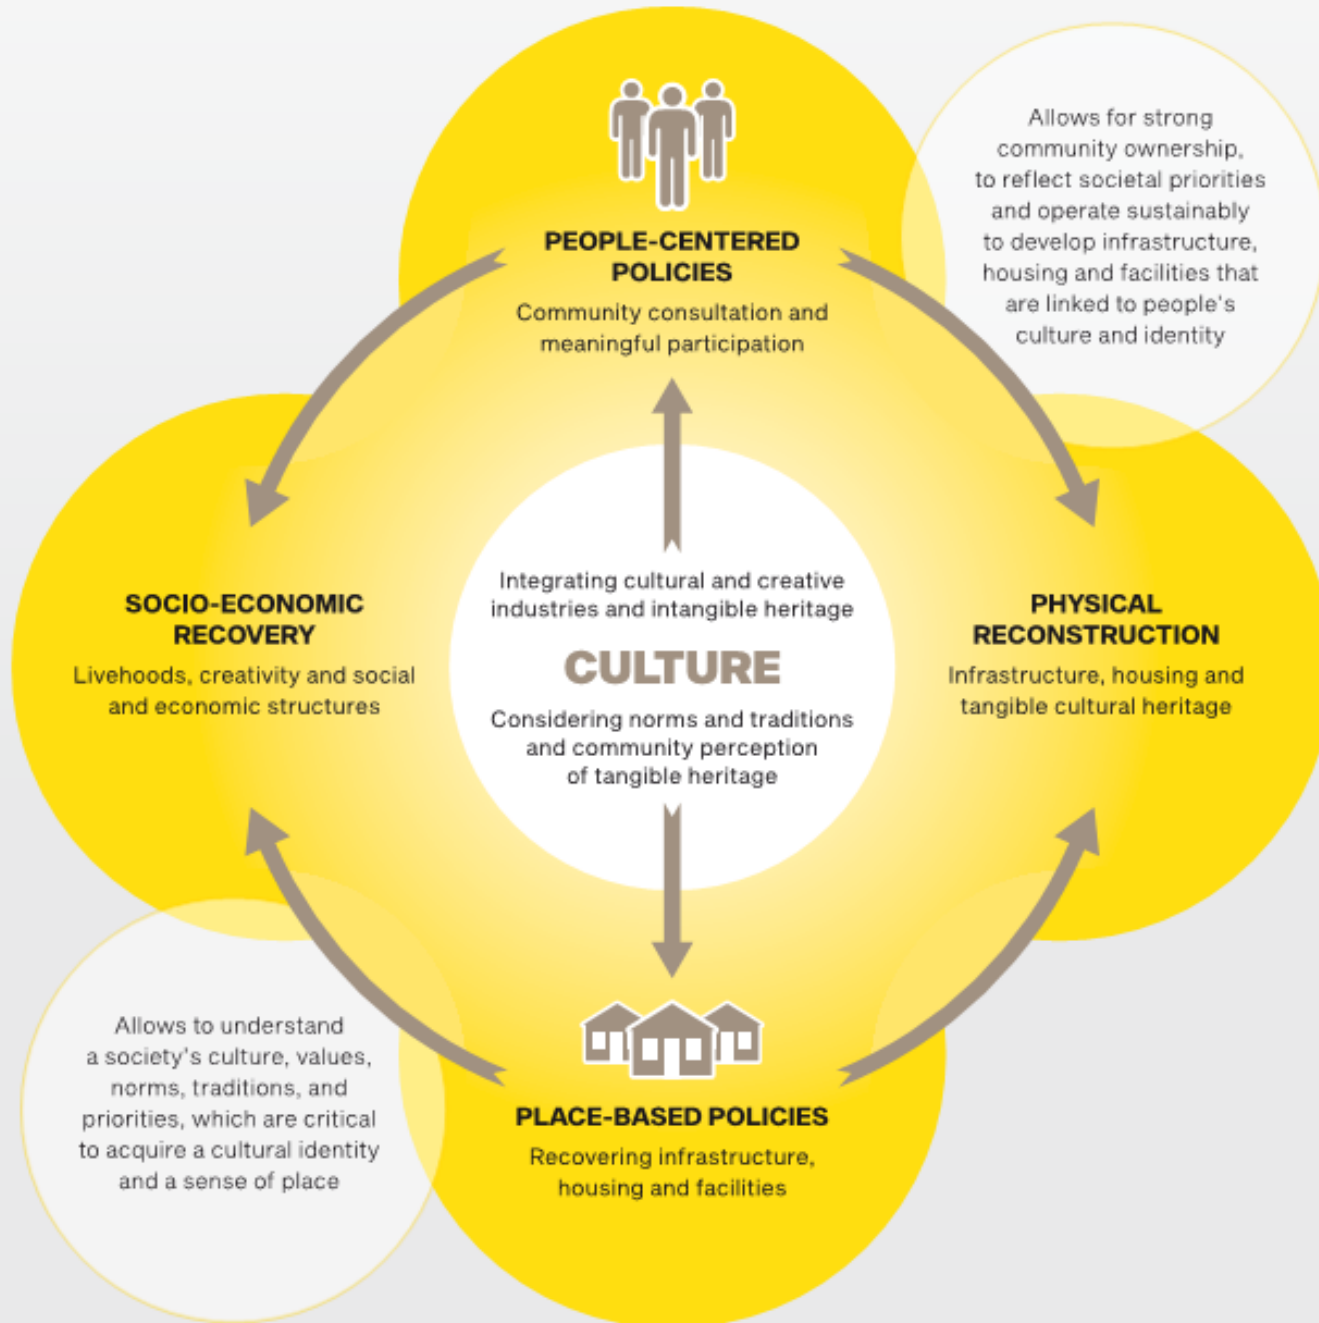 PEOPLE-CENTERED
POLICIES
Community consultation and
meaningful participation
Allows for strong
community ownership,
to reflect societal priorities
and operate sustainably
to develop infrastructure,
housing and facilities that
are linked to people's
culture and identity
SOCIO-ECONOMIC
RECOVERY
Livehoods, creativity and social
and economic structures
Integrating cultural and creative
industries and intangible heritage
CULTURE
Considering norms and traditions
and community perception
of tangible heritage
PHYSICAL
RECONSTRUCTION
Infrastructure, housing and
tangible cultural heritage
Allows to understand
a society's culture, values,
norms, traditions, and
priorities, which are critical
to acquire a cultural identity
and a sense of place
PLACE-BASED POLICIES
Recovering infrastructure,
housing and facilities